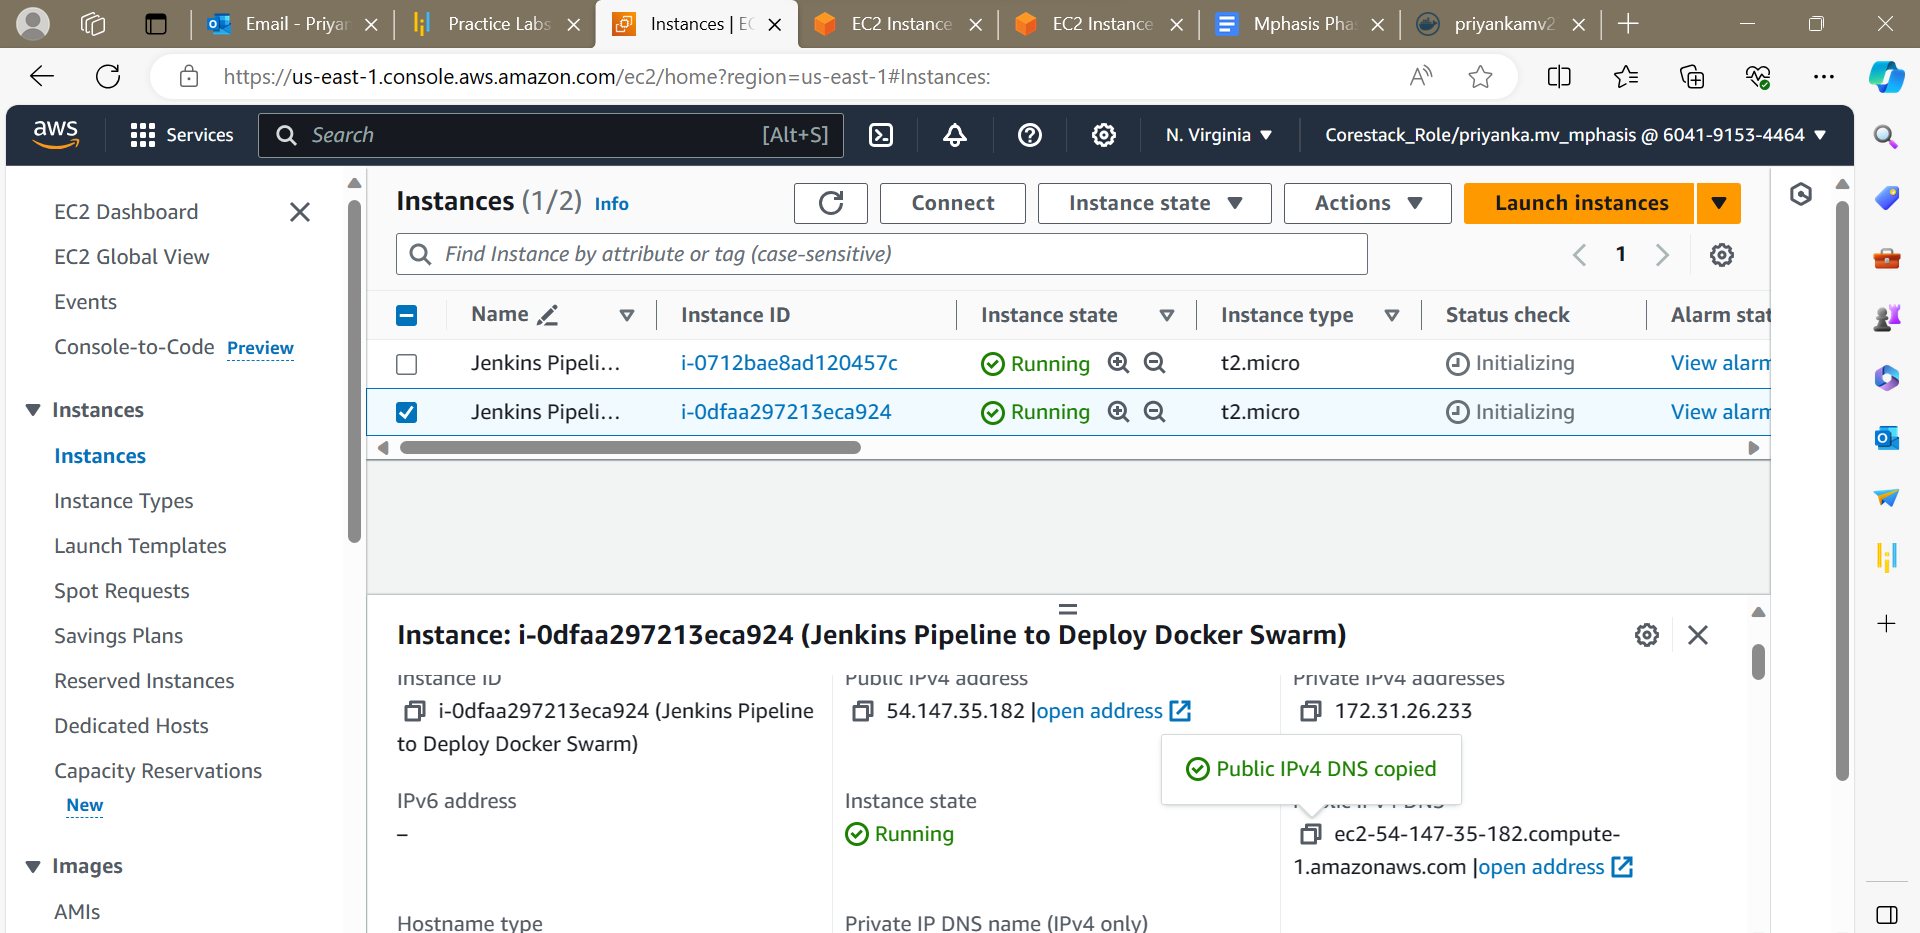 Email - Priyan
Practice Labs
Instances | EC
EC2 Instance
EC2 Instance
Mphasis Phas
priyankamv2
https://us-east-1.console.aws.amazon.com/ec2/home?region=us-east-1#Instances:
aws
Services
Search
[Alt+S]
N. Virginia
Corestack_Role/priyanka.mv_mphasis @ 6041-9153-4464
EC2 Dashboard
EC2 Global View
Events
Console-to-Code Preview
Instances
Instances
Instance Types
Launch Templates
Spot Requests
Savings Plans
Reserved Instances
Dedicated Hosts
Capacity Reservations
New
Images
AMIs
Instances (1/2) Info
Connect
Instance state
Actions
Launch instances
Find Instance by attribute or tag (case-sensitive)
1
Name
Instance ID
Instance state
Instance type
Status check
Alarm stat
Jenkins Pipeli... i-0712bae8ad120457c Running t2.micro Initializing View alarm
Jenkins Pipeli... i-0dfaa297213eca924 Running t2.micro Initializing View alarm
Instance: i-0dfaa297213eca924 (Jenkins Pipeline to Deploy Docker Swarm)
Instance ID
i-0dfaa297213eca924 (Jenkins Pipeline
to Deploy Docker Swarm)
Public IPv4 address
54.147.35.182 |open address
Private IPv4 addresses
172.31.26.233
Public IPv4 DNS copied
IPv6 address
–
Instance state
Running
Public IPv4 DNS
ec2-54-147-35-182.compute-
1.amazonaws.com |open address
Hostname type
Private IP DNS name (IPv4 only)